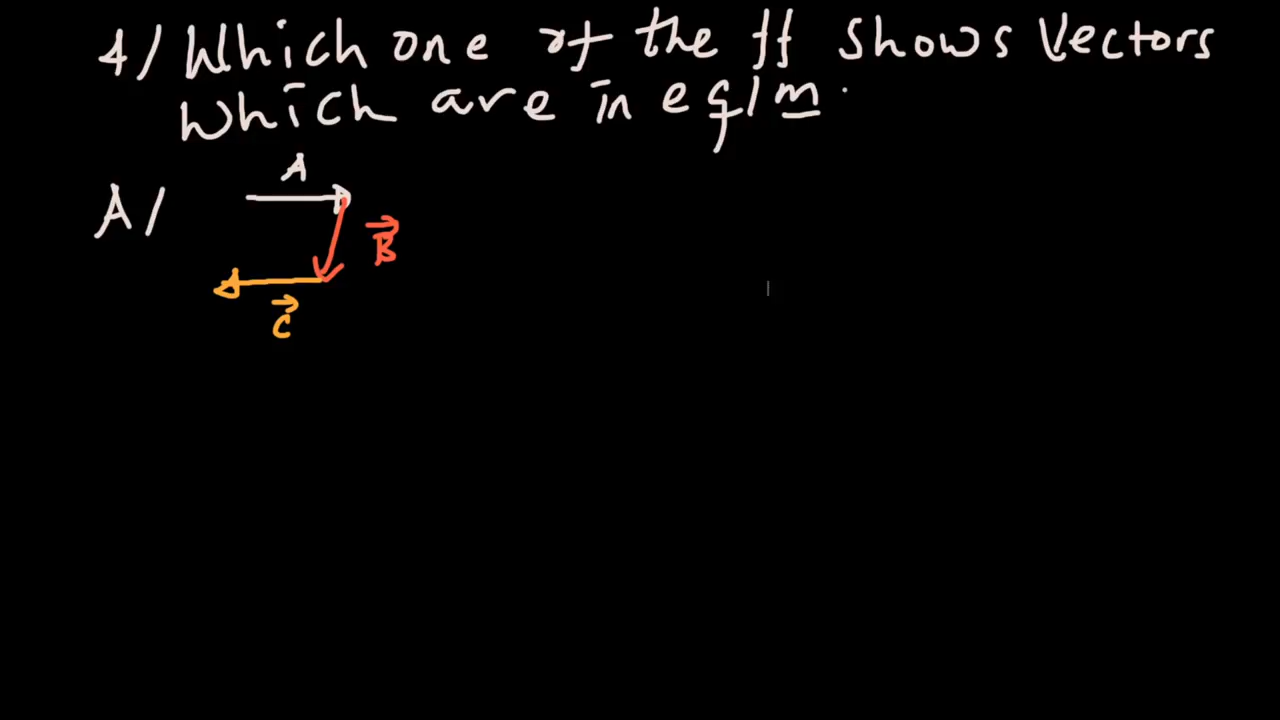 4/ Which one of the ff shows Vectors
which are in eq/m.
A/
A
B
C